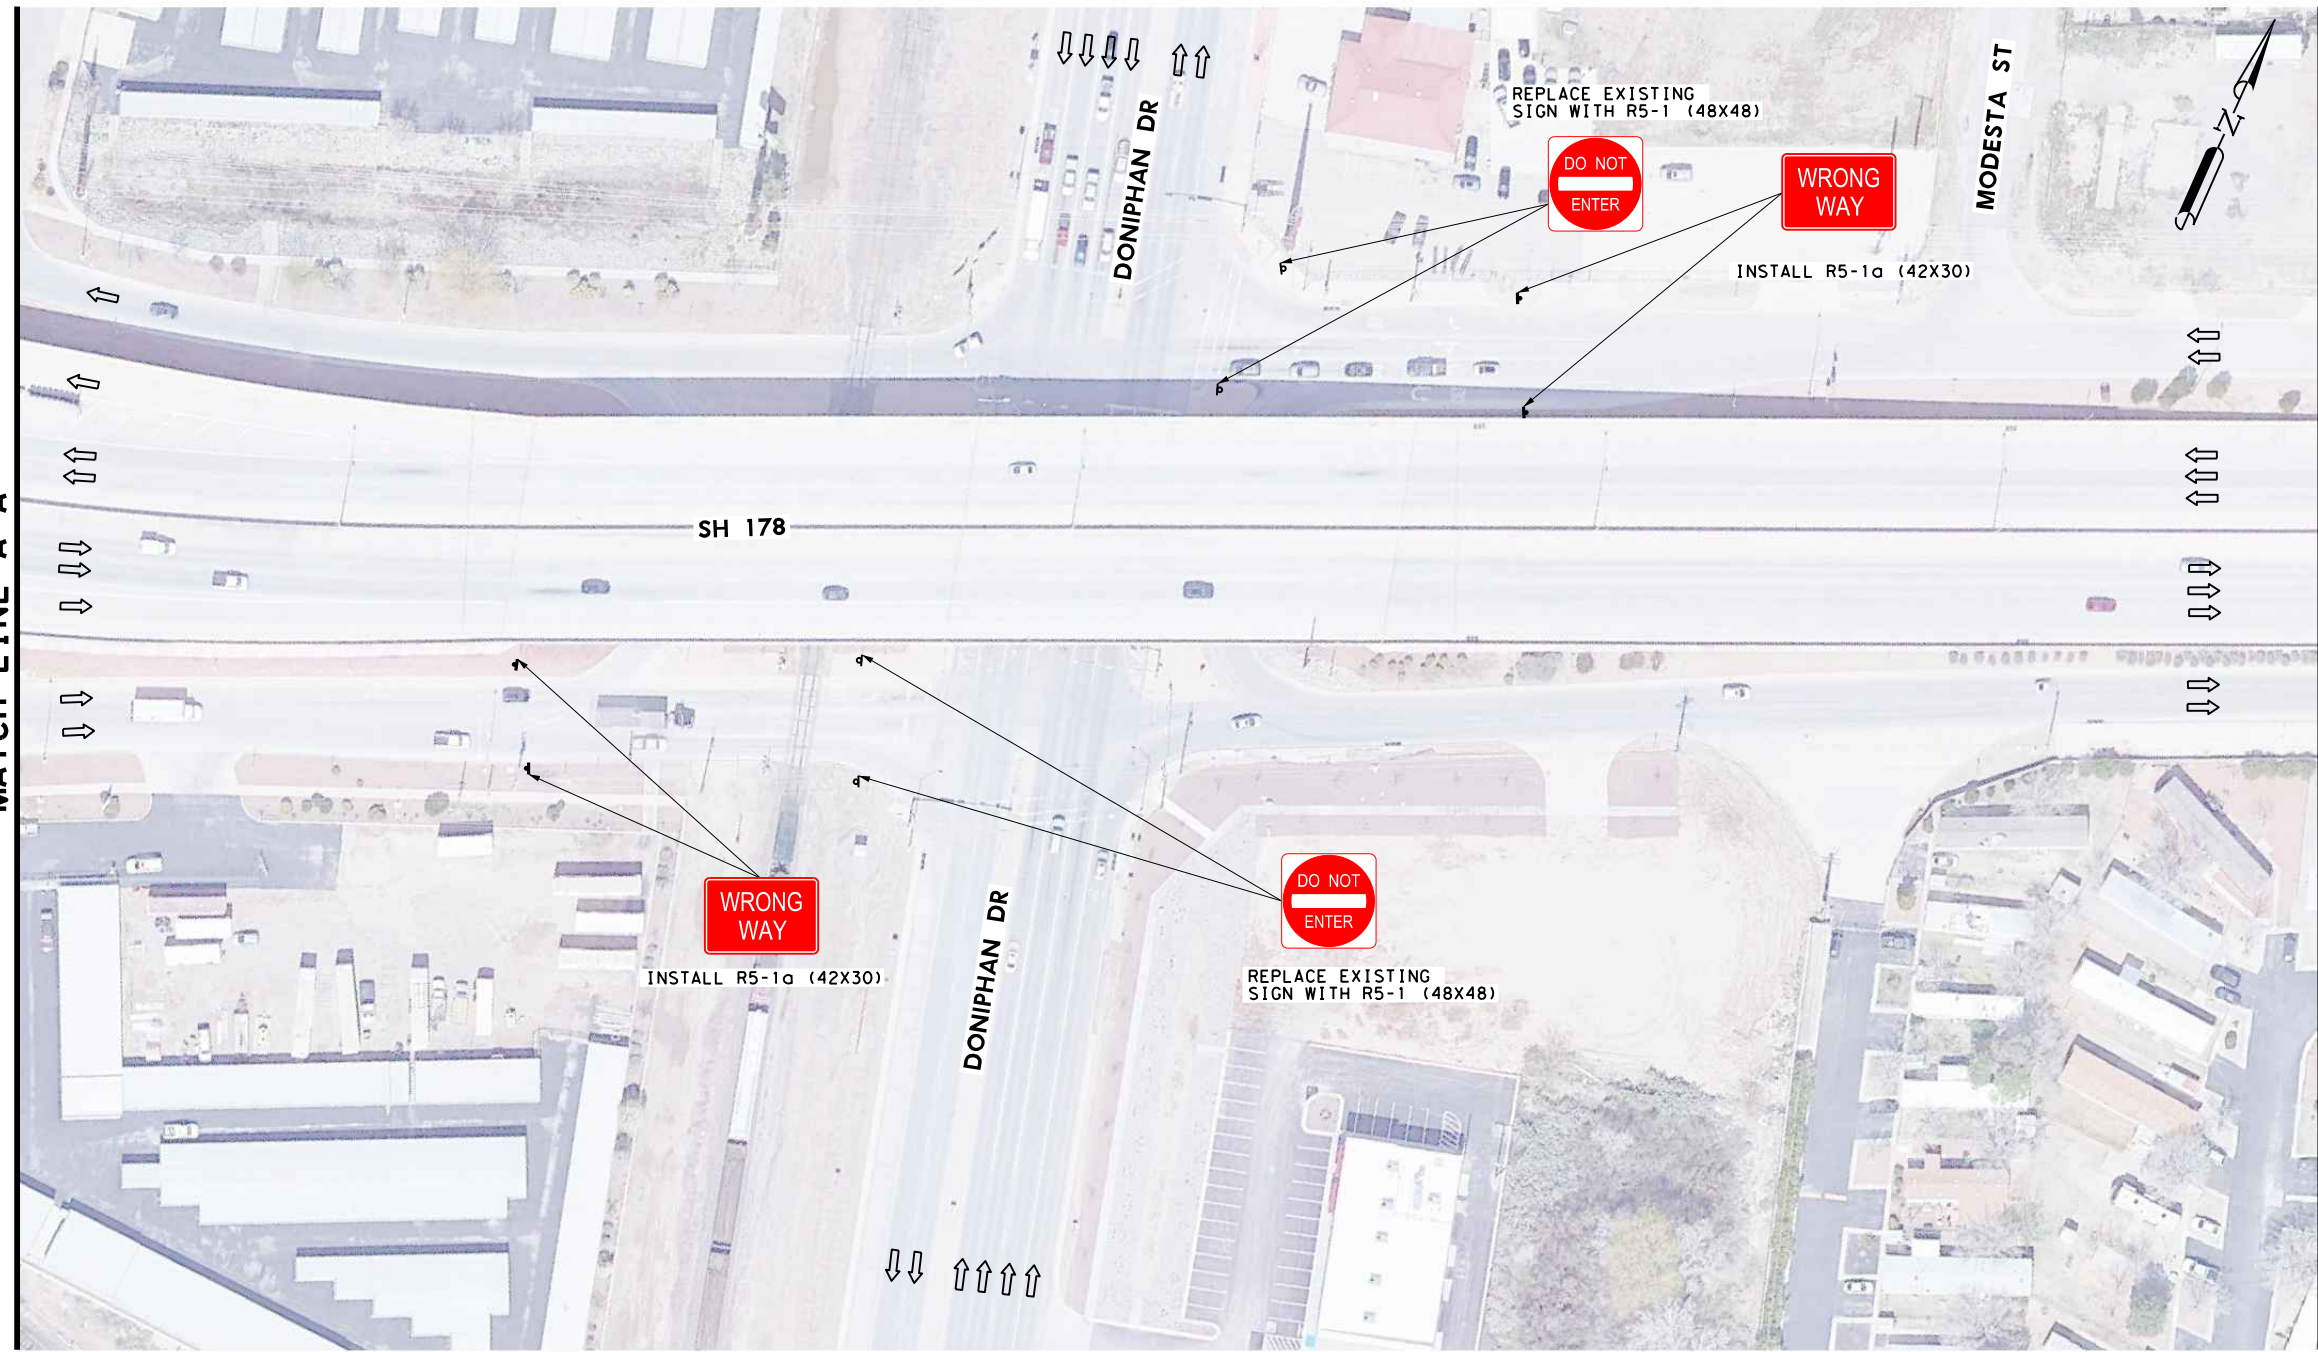 DONIPHAN DR
REPLACE EXISTING
SIGN WITH R5-1 (48X48)
DO NOT
ENTER
WRONG
WAY
INSTALL R5-1a (42X30)
MODESTA ST
N
SH 178
WRONG
WAY
INSTALL R5-1a (42X30)
DONIPHAN DR
DO NOT
ENTER
REPLACE EXISTING
SIGN WITH R5-1 (48X48)